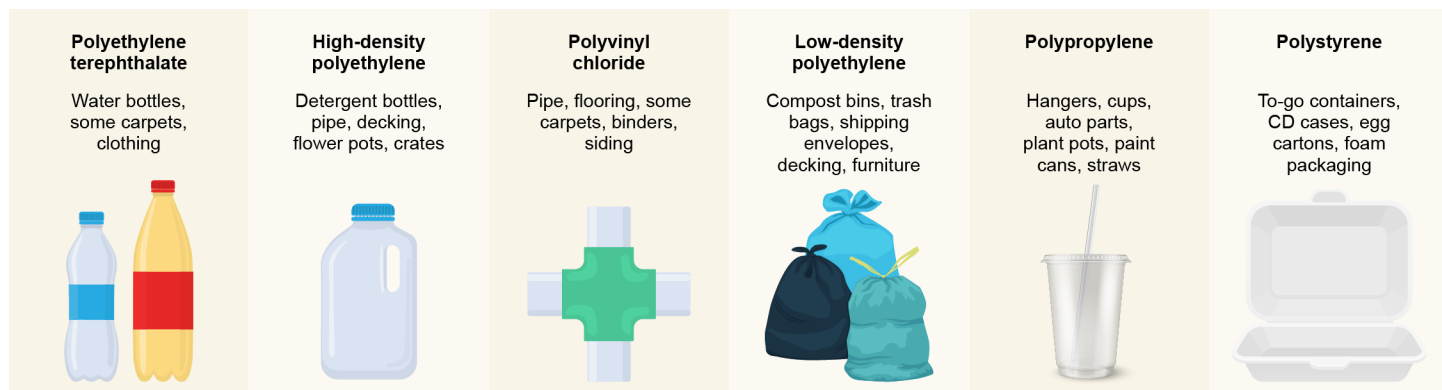 Polyethylene
terephthalate
Water bottles,
some carpets,
clothing
High-density
polyethylene
Detergent bottles,
pipe, decking,
flower pots, crates
Polyvinyl
chloride
Pipe, flooring, some
carpets, binders,
siding
Low-density
polyethylene
Compost bins, trash
bags, shipping
envelopes,
decking, furniture
Polypropylene
Hangers, cups,
auto parts,
plant pots, paint
cans, straws
Polystyrene
To-go containers,
CD cases, egg
cartons, foam
packaging